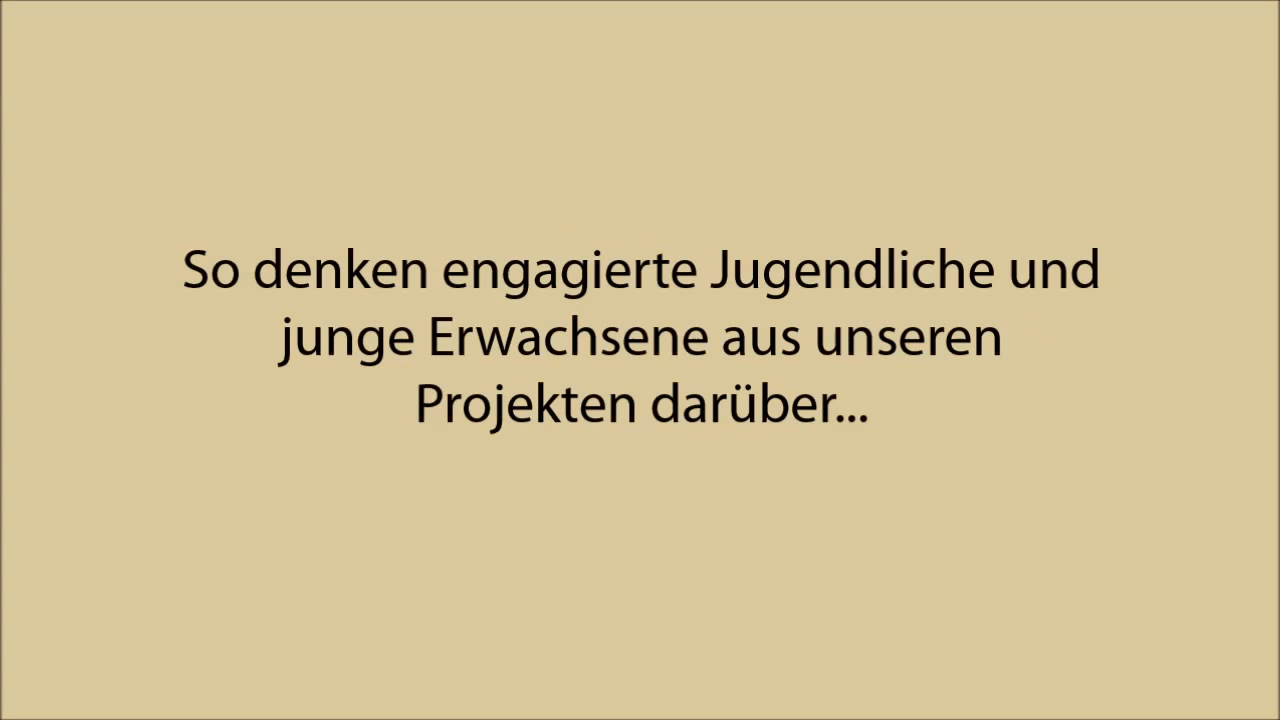 So denken engagierte Jugendliche und
junge Erwachsene aus unseren
Projekten darüber...